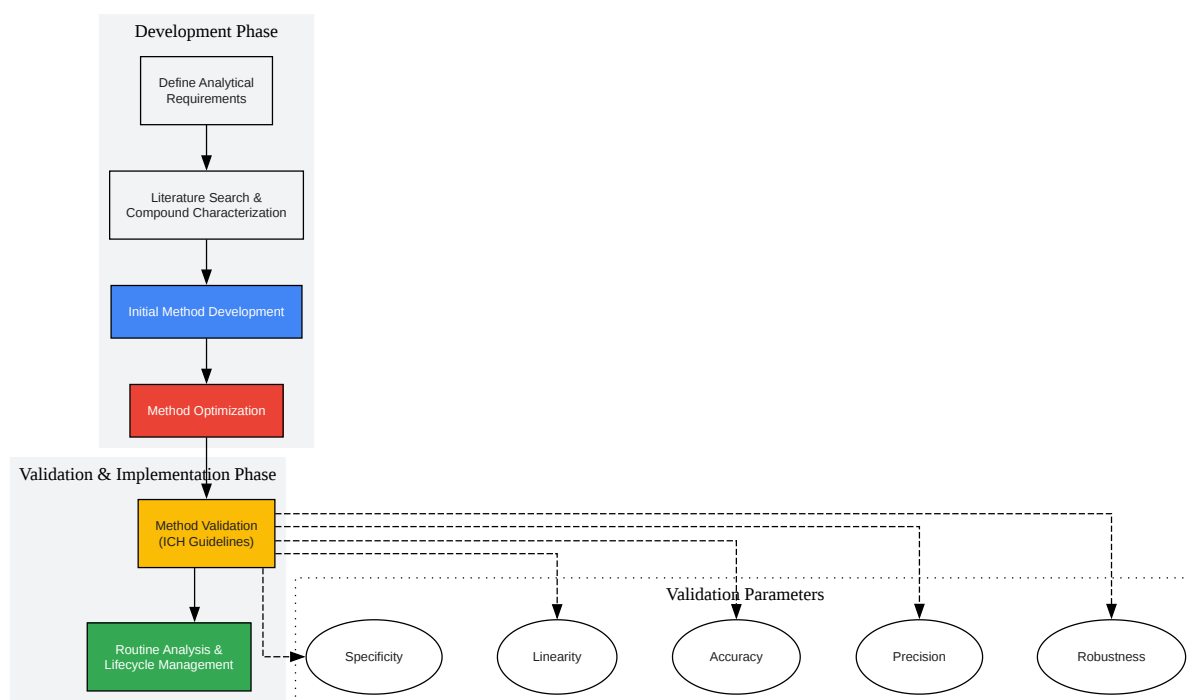 Development Phase
Define Analytical
Requirements
Literature Search &
Compound Characterization
Initial Method Development
Method Optimization
Validation & Implementation Phase
Method Validation
(ICH Guidelines)
Validation Parameters
Routine Analysis &
Lifecycle Management
Specificity
Linearity
Accuracy
Precision
Robustness